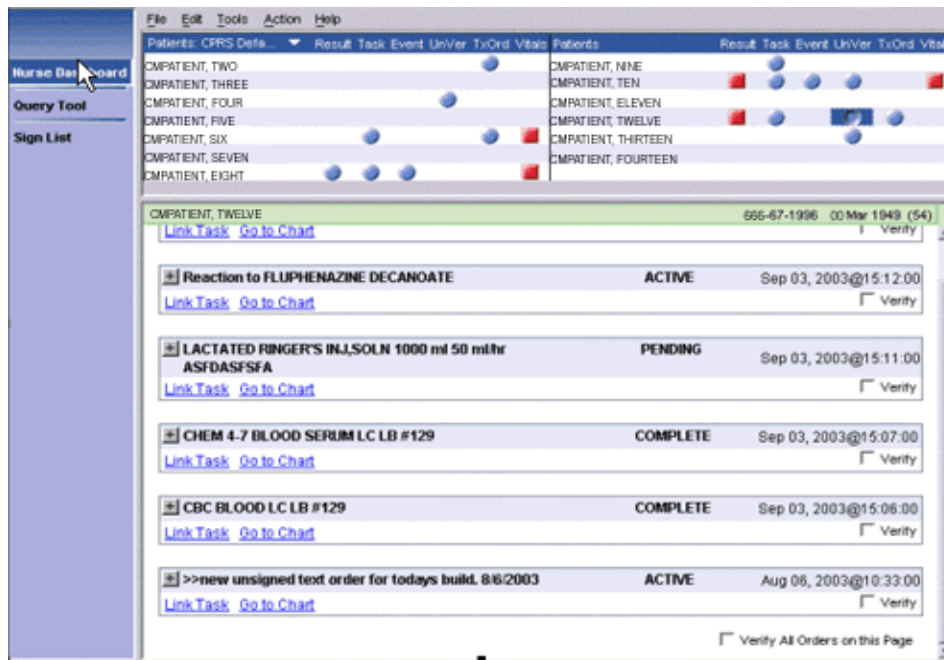 File Edit Tools Action Help
Patients: CPRS Defa... Result Task Event UnVer TxOrd Vitals Patients Result Task Event UnVer TxOrd Vital
Nurse Dashboard
Query Tool
Sign List
CMPATIENT, TWO
CMPATIENT, THREE
CMPATIENT, FOUR
CMPATIENT, FIVE
CMPATIENT, SIX
CMPATIENT, SEVEN
CMPATIENT, EIGHT
CMPATIENT, NINE
CMPATIENT, TEN
CMPATIENT, ELEVEN
CMPATIENT, TWELVE
CMPATIENT, THIRTEEN
CMPATIENT, FOURTEEN
CMPATIENT, TWELVE 666-67-1996 00 Mar 1949 (54)
Link Task Go to Chart Verify
Reaction to FLUPHENAZINE DECANOATE ACTIVE Sep 03, 2003@15:12:00
Link Task Go to Chart Verify
LACTATED RINGER'S INJ,SOLN 1000 ml 50 ml/hr PENDING Sep 03, 2003@15:11:00
ASFDASFSFA
Link Task Go to Chart Verify
CHEM 4-7 BLOOD SERUM LC LB #129 COMPLETE Sep 03, 2003@15:07:00
Link Task Go to Chart Verify
CBC BLOOD LC LB #129 COMPLETE Sep 03, 2003@15:06:00
Link Task Go to Chart Verify
>>new unsigned text order for todays build. 8/6/2003 ACTIVE Aug 06, 2003@10:33:00
Link Task Go to Chart Verify
Verify All Orders on this Page